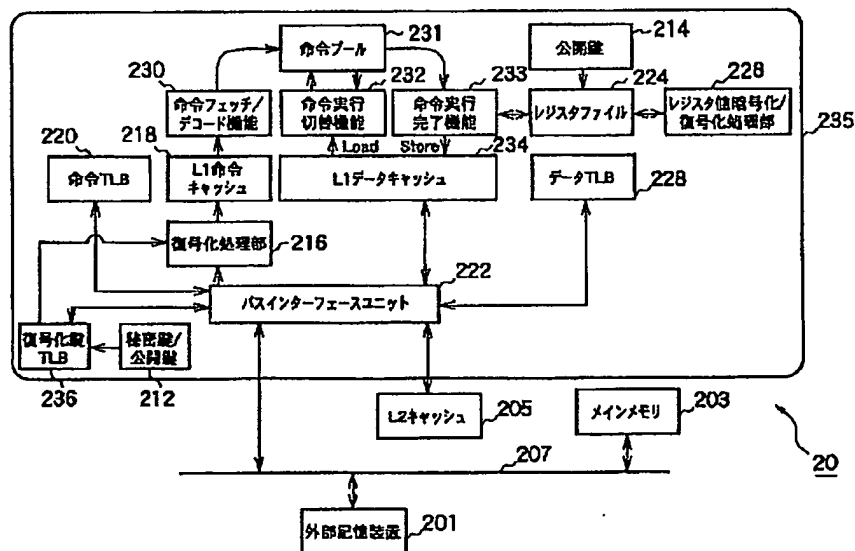 231
命令プール
214
公開鍵
230
232
233
224
228
命令フェッチ/
デコード機能
命令実行
切替機能
命令実行
完了機能
レジスタファイル
レジスタ値暗号化/
復号化処理部
235
220
218
Load
Store
234
命令TLB
L1命令
キャッシュ
L1データキャッシュ
データTLB
228
復号化処理部
216
222
バスインターフェースユニット
復号化鍵
TLB
秘密鍵/
公開鍵
236
212
L2キャッシュ
205
メインメモリ
203
207
20
外部記憶装置
201